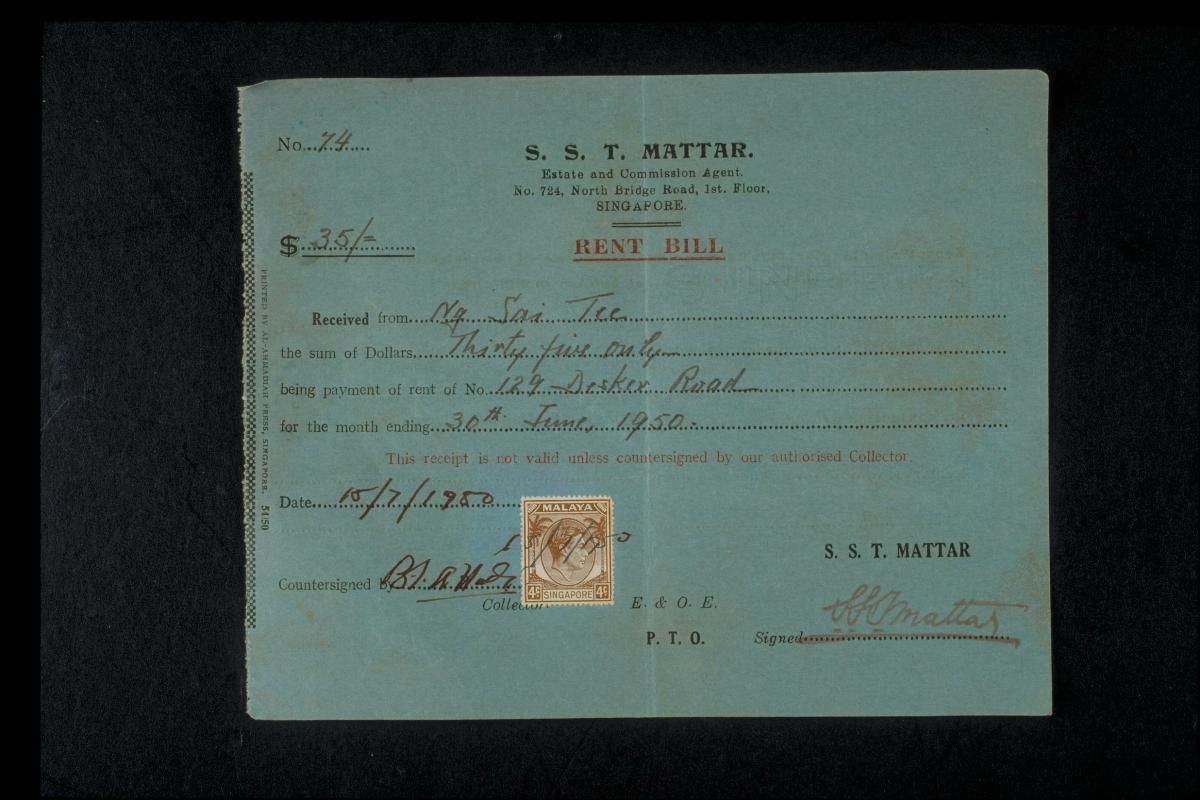 No...74.....
S. S. T. MATTAR.
Estate and Commission Agent.
No. 724, North Bridge Road, 1st. Floor,
SINGAPORE.
$ 35/=
RENT BILL
Received from Ng Sai Tee
the sum of Dollars Thirty five only
being payment of rent of No. 129 Desker Road
for the month ending 30th June, 1950.
This receipt is not valid unless countersigned by our authorised Collector.
Date 15/7/1950
MALAYA
4c SINGAPORE 4c
S. S. T. MATTAR
Countersigned by
Collector
E. & O. E.
P. T. O.
Signed SSTMattar
PRINTED BY AL-AHMADIAH PRESS, SINGAPORE. 54/50